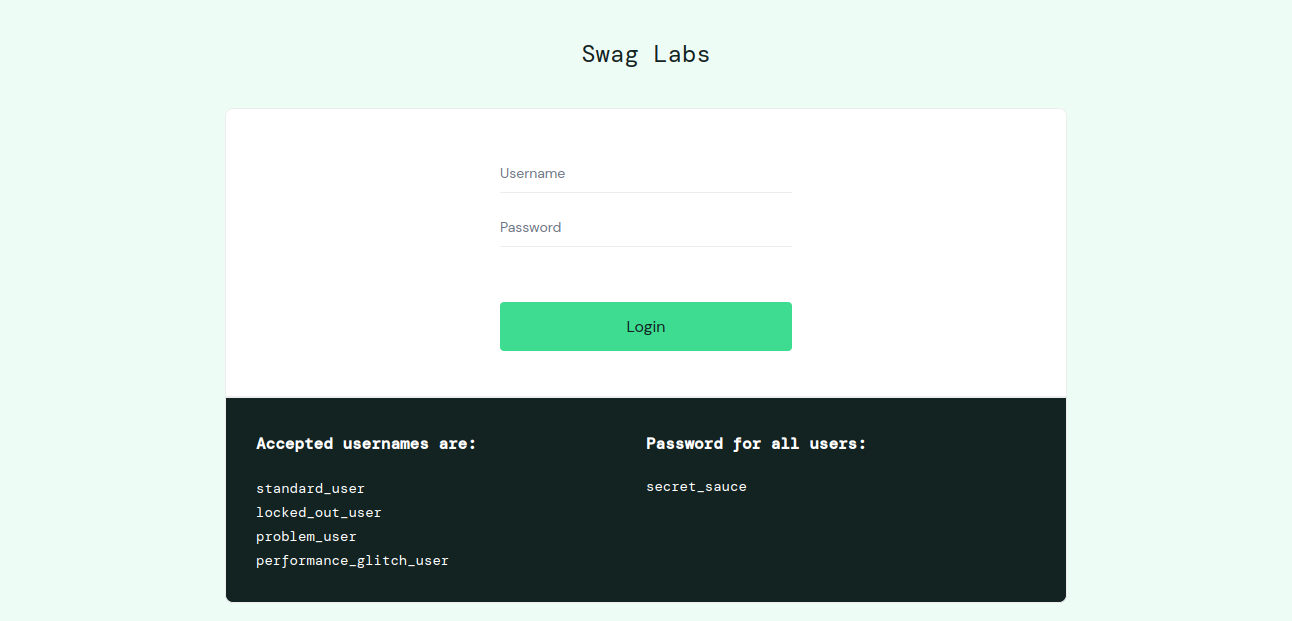 Swag Labs
Username
Password
Login
Accepted usernames are:
standard_user
locked_out_user
problem_user
performance_glitch_user
Password for all users:
secret_sauce